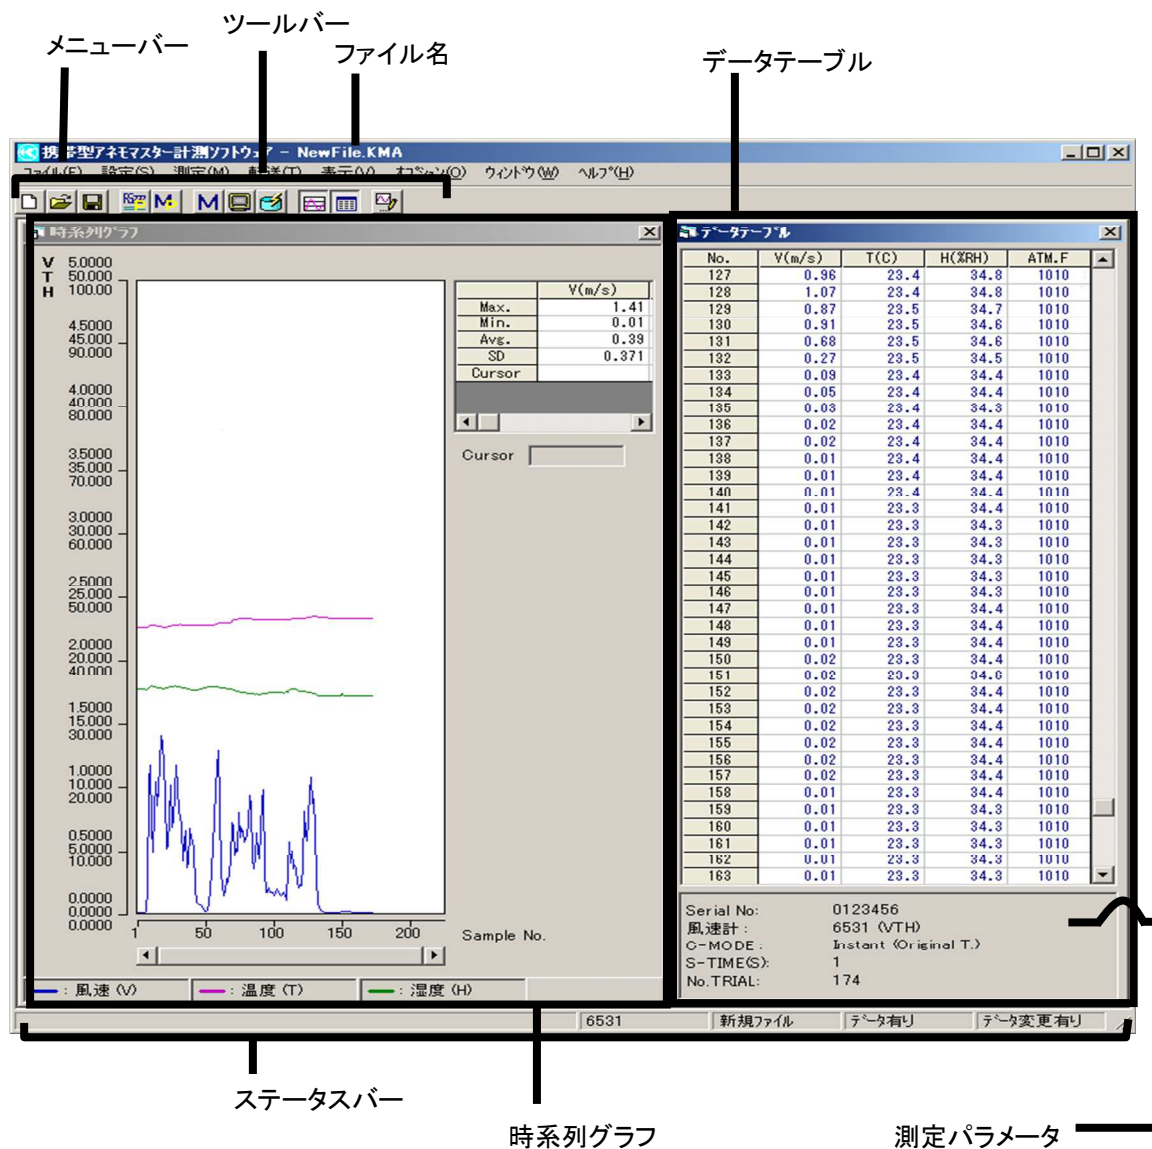 ツールバー
メニューバー
ファイル名
データテーブル
携帯型アネモマスター計測ソフトウェア - NewFile.KMA
ファイル(F) 設定(S) 測定(M) 転送(T) 表示(V) オプション(O) ウィンドウ(W) ヘルプ(H)
時系列グラフ
V 5.0000
T 50.000
H 100.00
4.5000
45.000
90.000
4.0000
40.000
80.000
3.5000
35.000
70.000
3.0000
30.000
60.000
2.5000
25.000
50.000
2.0000
20.000
40.000
1.5000
15.000
30.000
1.0000
10.000
20.000
0.5000
5.0000
10.000
0.0000
0.0000
0.0000
1 50 100 150 200
Sample No.
V(m/s)
Max. 1.41
Min. 0.01
Avg. 0.39
SD 0.371
Cursor
Cursor
: 風速 (V) : 温度 (T) : 湿度 (H)
データテーブル
No. V(m/s) T(C) H(%RH) ATM.F
127 0.96 23.4 34.8 1010
128 1.07 23.4 34.8 1010
129 0.87 23.5 34.7 1010
130 0.91 23.5 34.6 1010
131 0.68 23.5 34.6 1010
132 0.27 23.5 34.5 1010
133 0.09 23.4 34.4 1010
134 0.05 23.4 34.4 1010
135 0.03 23.4 34.3 1010
136 0.02 23.4 34.4 1010
137 0.02 23.4 34.4 1010
138 0.01 23.4 34.4 1010
139 0.01 23.4 34.4 1010
140 0.01 23.4 34.4 1010
141 0.01 23.3 34.4 1010
142 0.01 23.3 34.3 1010
143 0.01 23.3 34.4 1010
144 0.01 23.3 34.3 1010
145 0.01 23.3 34.3 1010
146 0.01 23.3 34.3 1010
147 0.01 23.3 34.4 1010
148 0.01 23.3 34.4 1010
149 0.01 23.3 34.4 1010
150 0.02 23.3 34.4 1010
151 0.02 23.3 34.6 1010
152 0.02 23.3 34.4 1010
153 0.02 23.3 34.4 1010
154 0.02 23.3 34.4 1010
155 0.02 23.3 34.4 1010
156 0.02 23.3 34.4 1010
157 0.02 23.3 34.4 1010
158 0.01 23.3 34.4 1010
159 0.01 23.3 34.3 1010
160 0.01 23.3 34.3 1010
161 0.01 23.3 34.3 1010
162 0.01 23.3 34.3 1010
163 0.01 23.3 34.3 1010
Serial No: 0123456
風速計 : 6531 (VTH)
C-MODE : Instant (Original T.)
S-TIME(S): 1
No.TRIAL: 174
6531 新規ファイル データ有り データ変更有り
ステータスバー
時系列グラフ
測定パラメータ